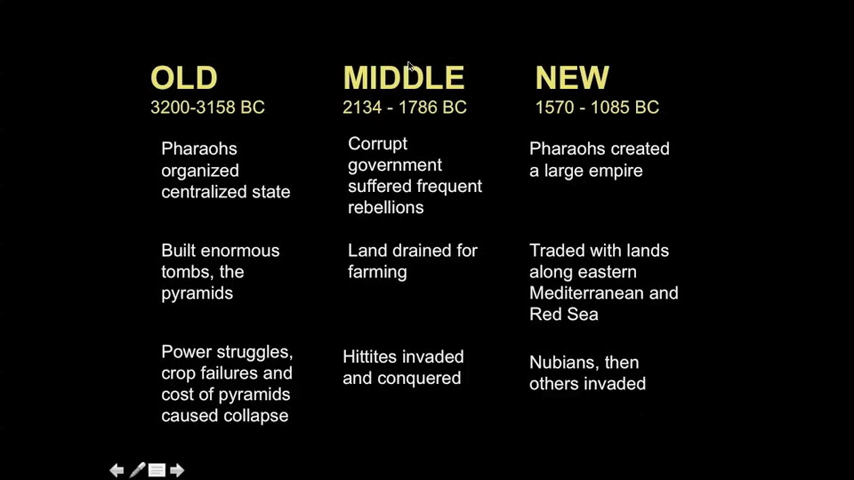 OLD
3200-3158 BC
Pharaohs
organized
centralized state
Built enormous
tombs, the
pyramids
Power struggles,
crop failures and
cost of pyramids
caused collapse
MIDDLE
2134 - 1786 BC
Corrupt
government
suffered frequent
rebellions
Land drained for
farming
Hittites invaded
and conquered
NEW
1570 - 1085 BC
Pharaohs created
a large empire
Traded with lands
along eastern
Mediterranean and
Red Sea
Nubians, then
others invaded